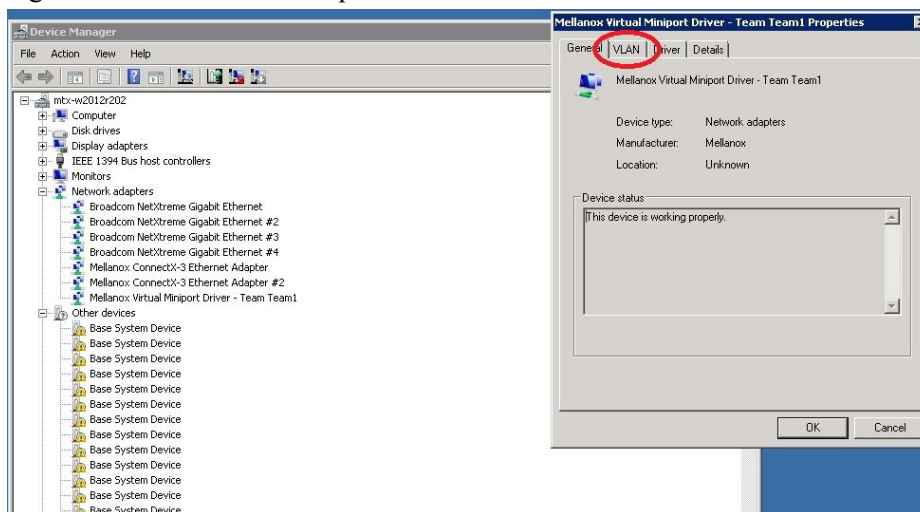 Device Manager
File Action View Help
mtx-w2012r202
Computer
Disk drives
Display adapters
IEEE 1394 Bus host controllers
Monitors
Network adapters
Broadcom NetXtreme Gigabit Ethernet
Broadcom NetXtreme Gigabit Ethernet #2
Broadcom NetXtreme Gigabit Ethernet #3
Broadcom NetXtreme Gigabit Ethernet #4
Mellanox ConnectX-3 Ethernet Adapter
Mellanox ConnectX-3 Ethernet Adapter #2
Mellanox Virtual Miniport Driver - Team Team1
Other devices
Base System Device
Base System Device
Base System Device
Base System Device
Base System Device
Base System Device
Base System Device
Base System Device
Base System Device
Base System Device
Base System Device
Base System Device
Base System Device
Mellanox Virtual Miniport Driver - Team Team1 Properties
General VLAN Driver Details
Mellanox Virtual Miniport Driver - Team Team1
Device type: Network adapters
Manufacturer: Mellanox
Location: Unknown
Device status
This device is working properly.
OK Cancel